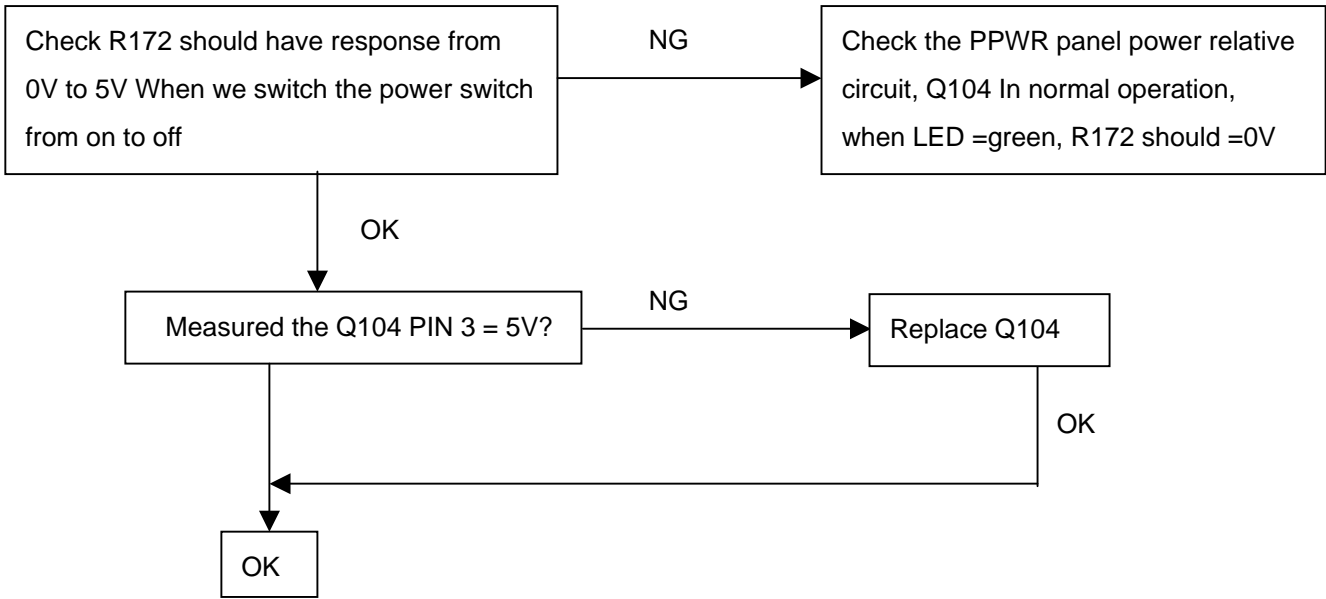 Check R172 should have response from
0V to 5V When we switch the power switch
from on to off
NG
Check the PPWR panel power relative
circuit, Q104 In normal operation,
when LED =green, R172 should =0V
OK
Measured the Q104 PIN 3 = 5V?
NG
Replace Q104
OK
OK